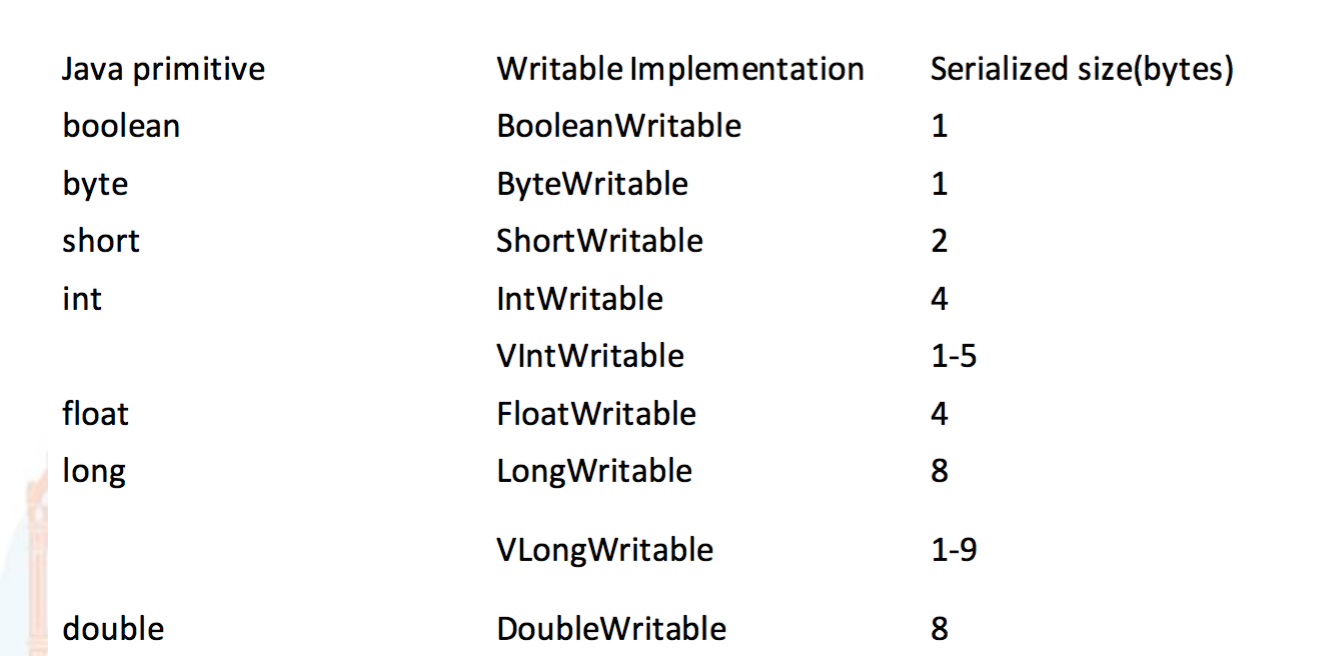 Java primitive Writable Implementation Serialized size(bytes)
boolean BooleanWritable 1
byte ByteWritable 1
short ShortWritable 2
int IntWritable 4
VIntWritable 1-5
float FloatWritable 4
long LongWritable 8
VLongWritable 1-9
double DoubleWritable 8